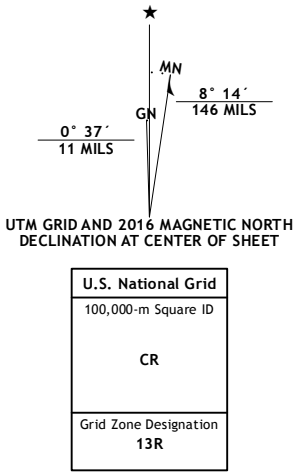 ★
MN
8° 14´
146 MILS
GN
0° 37´
11 MILS
UTM GRID AND 2016 MAGNETIC NORTH
DECLINATION AT CENTER OF SHEET
U.S. National Grid
100,000-m Square ID
CR
Grid Zone Designation
13R